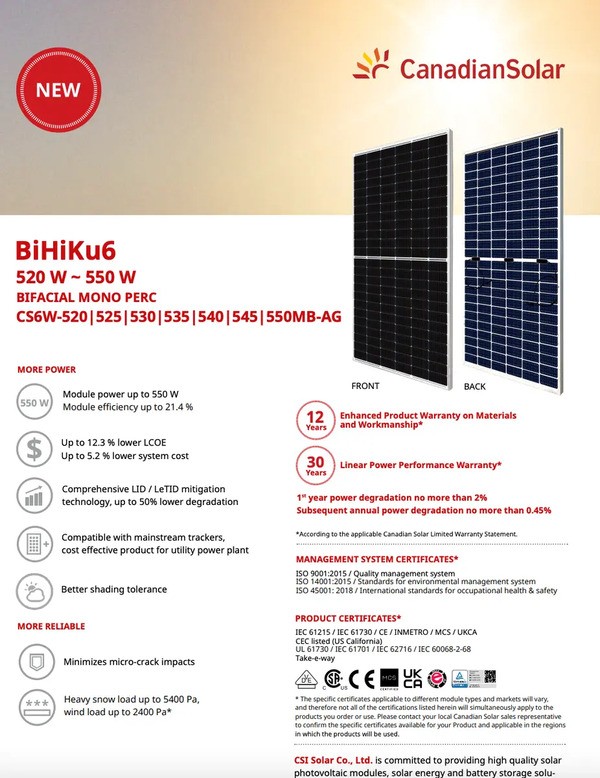 NEW
CanadianSolar
BiHiKu6
520 W ~ 550 W
BIFACIAL MONO PERC
CS6W-520|525|530|535|540|545|550MB-AG
FRONT
BACK
MORE POWER
550 W
Module power up to 550 W
Module efficiency up to 21.4 %
$
Up to 12.3 % lower LCOE
Up to 5.2 % lower system cost
Comprehensive LID / LeTID mitigation
technology, up to 50% lower degradation
Compatible with mainstream trackers,
cost effective product for utility power plant
Better shading tolerance
MORE RELIABLE
Minimizes micro-crack impacts
Heavy snow load up to 5400 Pa,
wind load up to 2400 Pa*
12
Years
Enhanced Product Warranty on Materials
and Workmanship*
30
Years
Linear Power Performance Warranty*
1st year power degradation no more than 2%
Subsequent annual power degradation no more than 0.45%
*According to the applicable Canadian Solar Limited Warranty Statement.
MANAGEMENT SYSTEM CERTIFICATES*
ISO 9001:2015 / Quality management system
ISO 14001:2015 / Standards for environmental management system
ISO 45001: 2018 / International standards for occupational health & safety
PRODUCT CERTIFICATES*
IEC 61215 / IEC 61730 / CE / INMETRO / MCS / UKCA
CEC listed (US California)
UL 61730 / IEC 61701 / IEC 62716 / IEC 60068-2-68
Take-e-way
* The specific certificates applicable to different module types and markets will vary,
and therefore not all of the certifications listed herein will simultaneously apply to the
products you order or use. Please contact your local Canadian Solar sales representative
to confirm the specific certificates available for your Product and applicable in the regions
in which the products will be used.
CSI Solar Co., Ltd. is committed to providing high quality solar
photovoltaic modules, solar energy and battery storage solu-